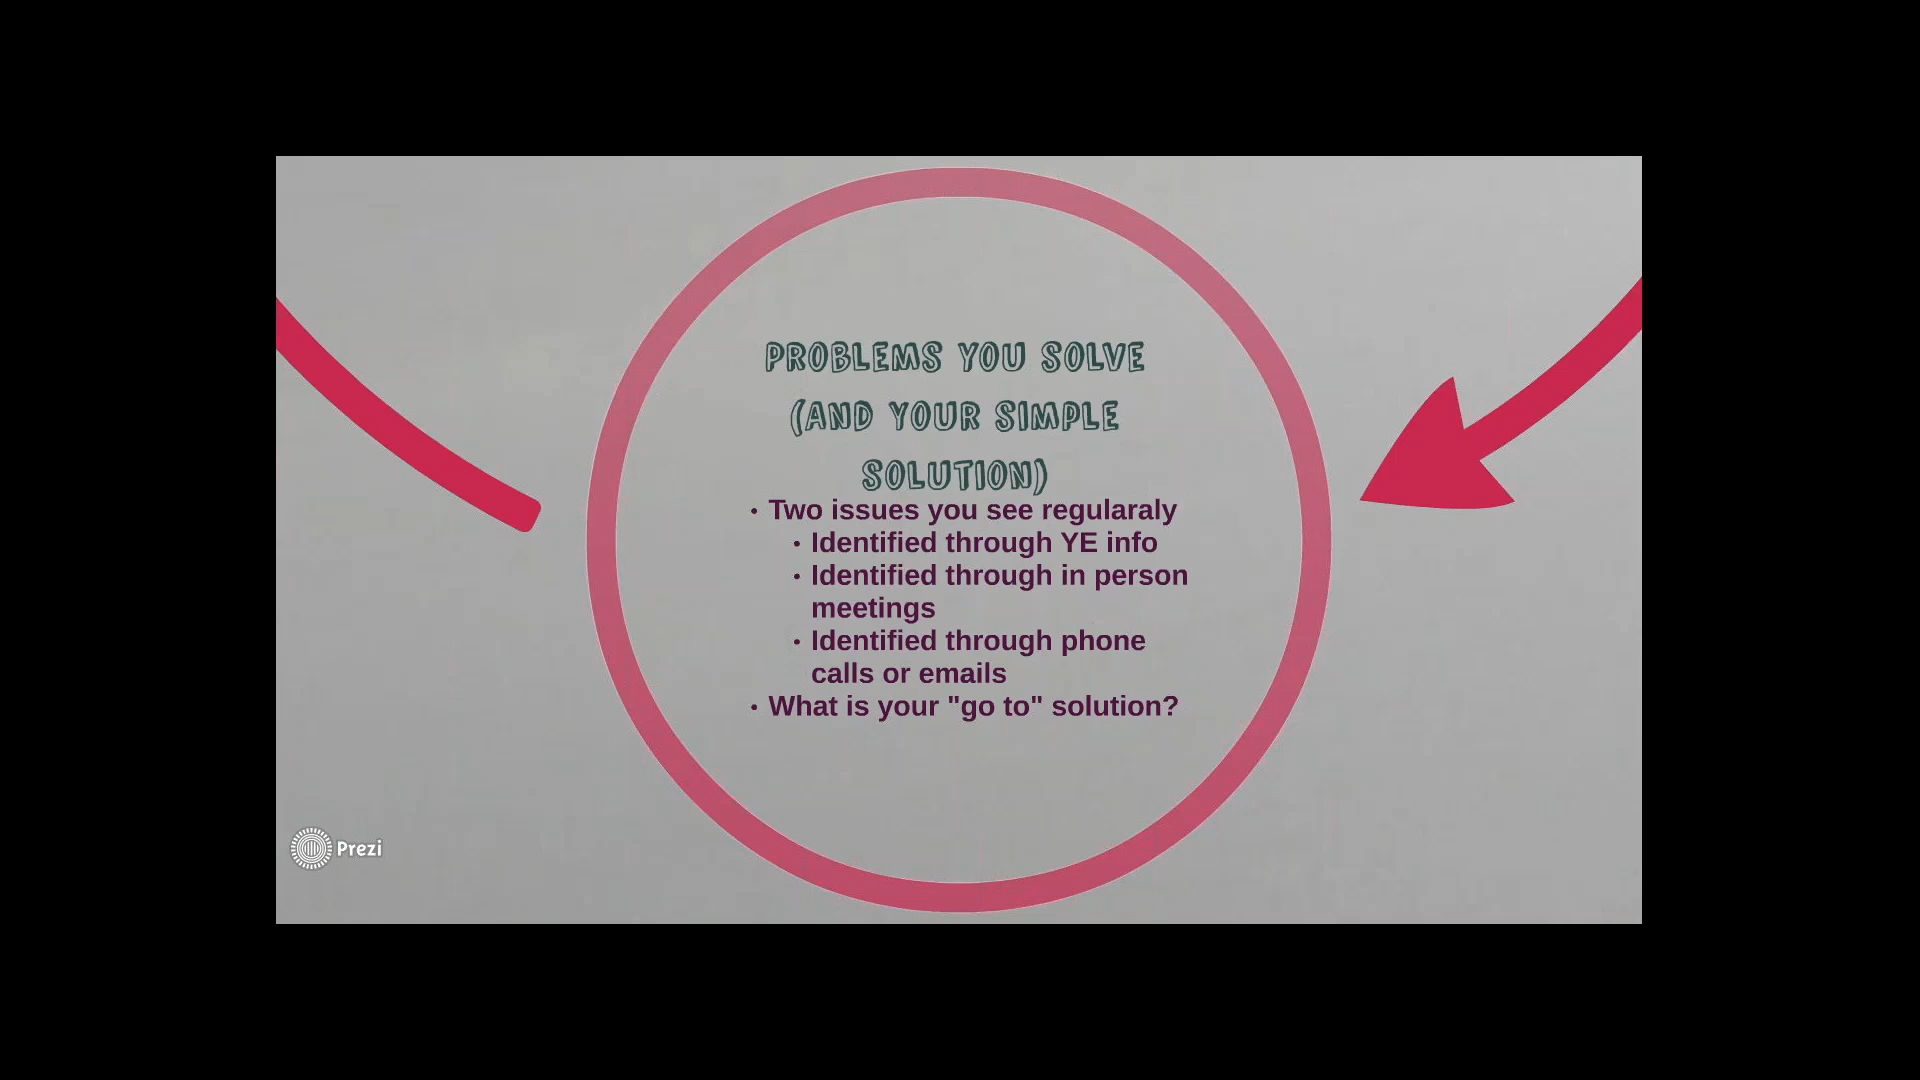 PROBLEMS YOU SOLVE
(AND YOUR SIMPLE
SOLUTION)
• Two issues you see regularaly
• Identified through YE info
• Identified through in person
meetings
• Identified through phone
calls or emails
• What is your "go to" solution?
Prezi